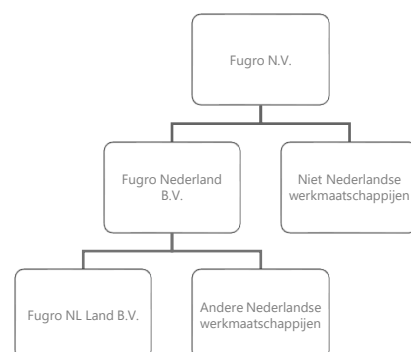 Fugro N.V.
Fugro Nederland
B.V.
Niet Nederlandse
werkmaatschappijen
Fugro NL Land B.V.
Andere Nederlandse
werkmaatschappijen